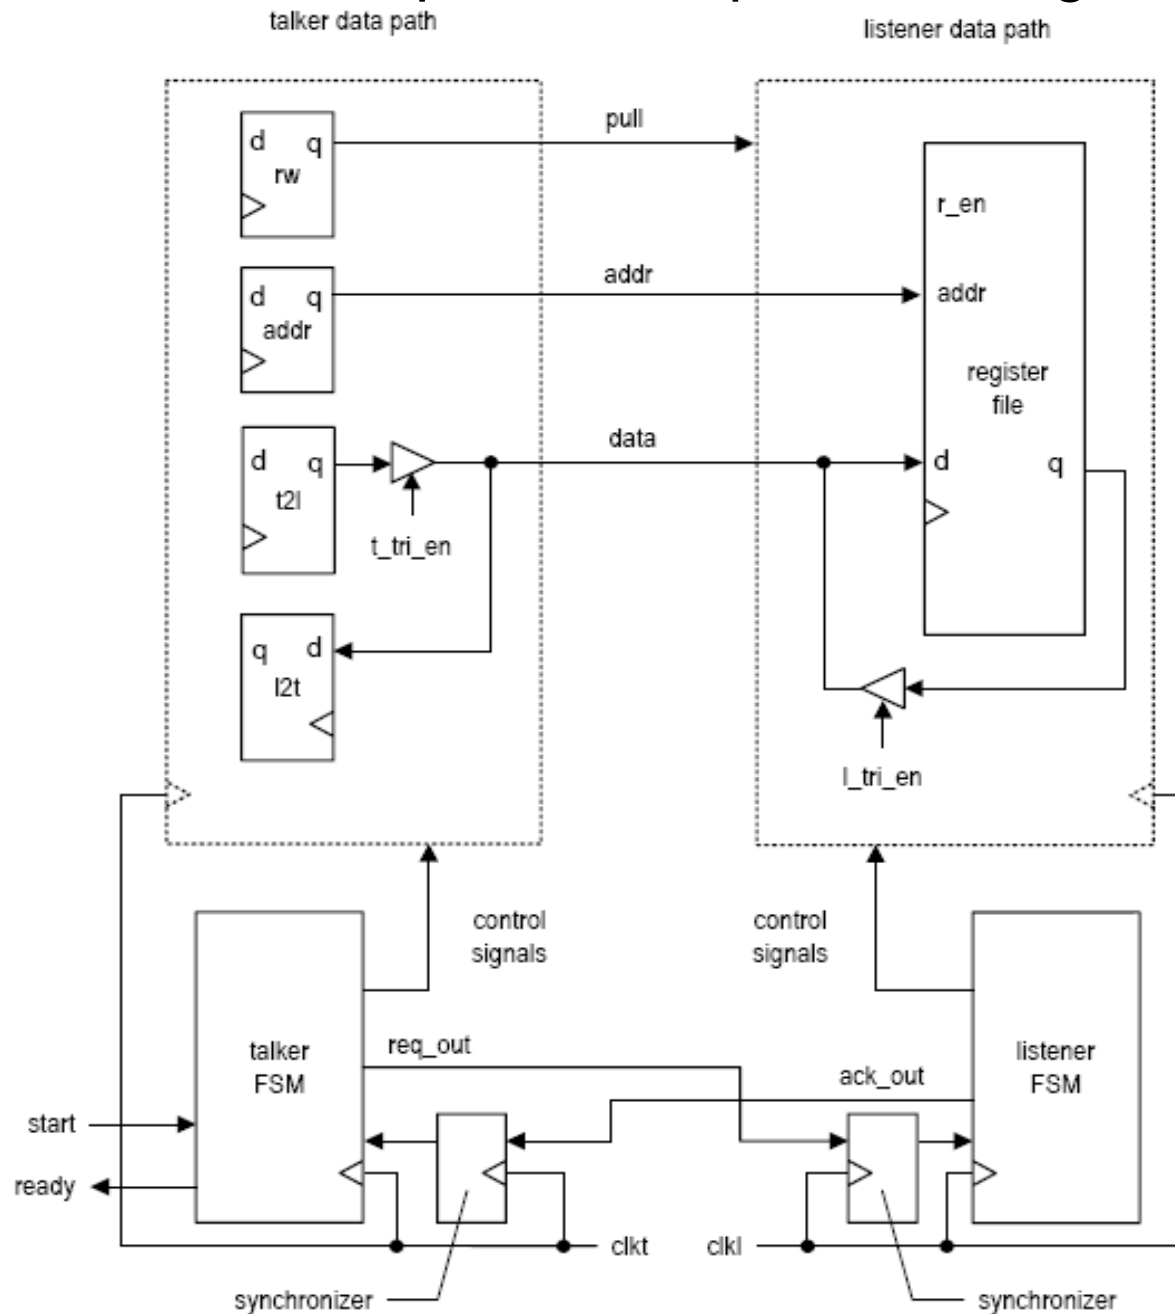 talker data path
listener data path
d q
rw
pull
r_en
d q
addr
addr
addr
register
file
d q
t2l
data
d q
t_tri_en
q d
l2t
l_tri_en
control
signals
control
signals
talker
FSM
req_out
ack_out
listener
FSM
start
ready
clkt
clkl
synchronizer
synchronizer